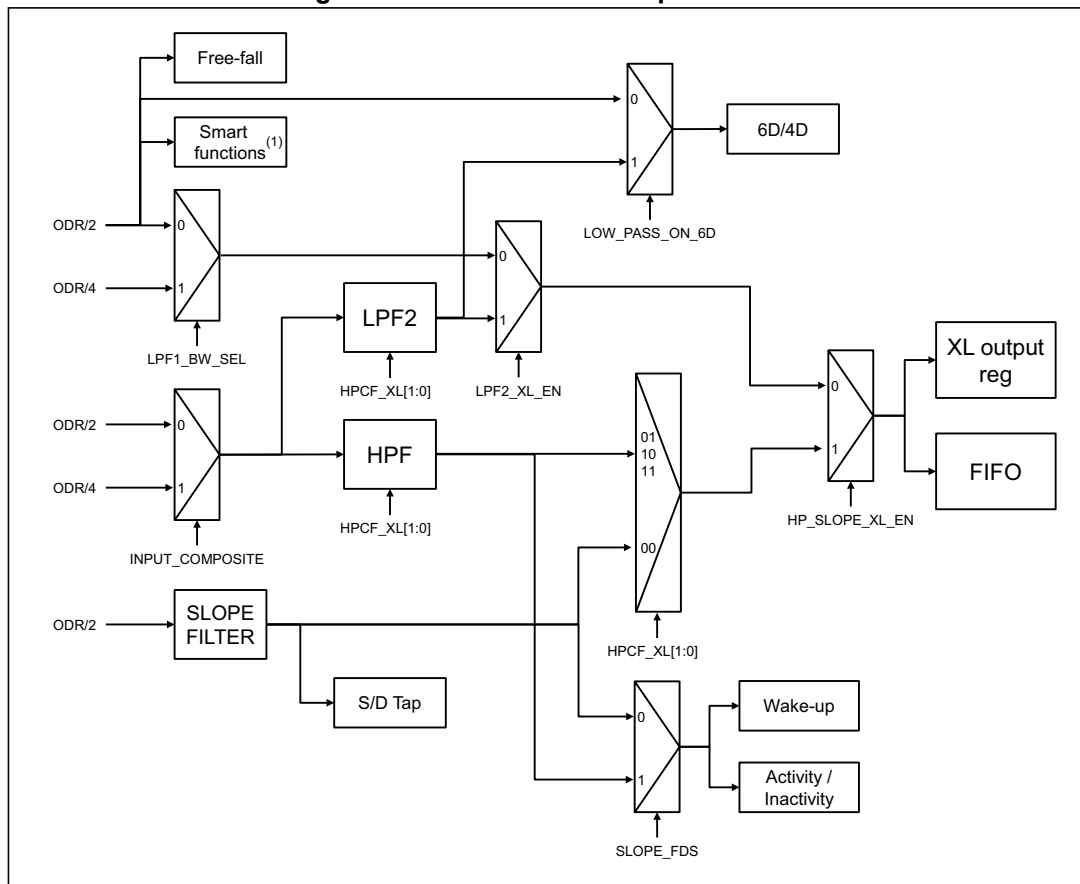 Free-fall
0
6D/4D
Smart
functions(1)
1
ODR/2
0
LOW_PASS_ON_6D
0
ODR/4
1
LPF2
1
XL output
reg
LPF1_BW_SEL
HPCF_XL[1:0]
LPF2_XL_EN
0
ODR/2
0
01
10
11
HPF
1
FIFO
ODR/4
1
HPCF_XL[1:0]
HP_SLOPE_XL_EN
INPUT_COMPOSITE
00
ODR/2
SLOPE
FILTER
HPCF_XL[1:0]
S/D Tap
0
Wake-up
1
Activity /
Inactivity
SLOPE_FDS